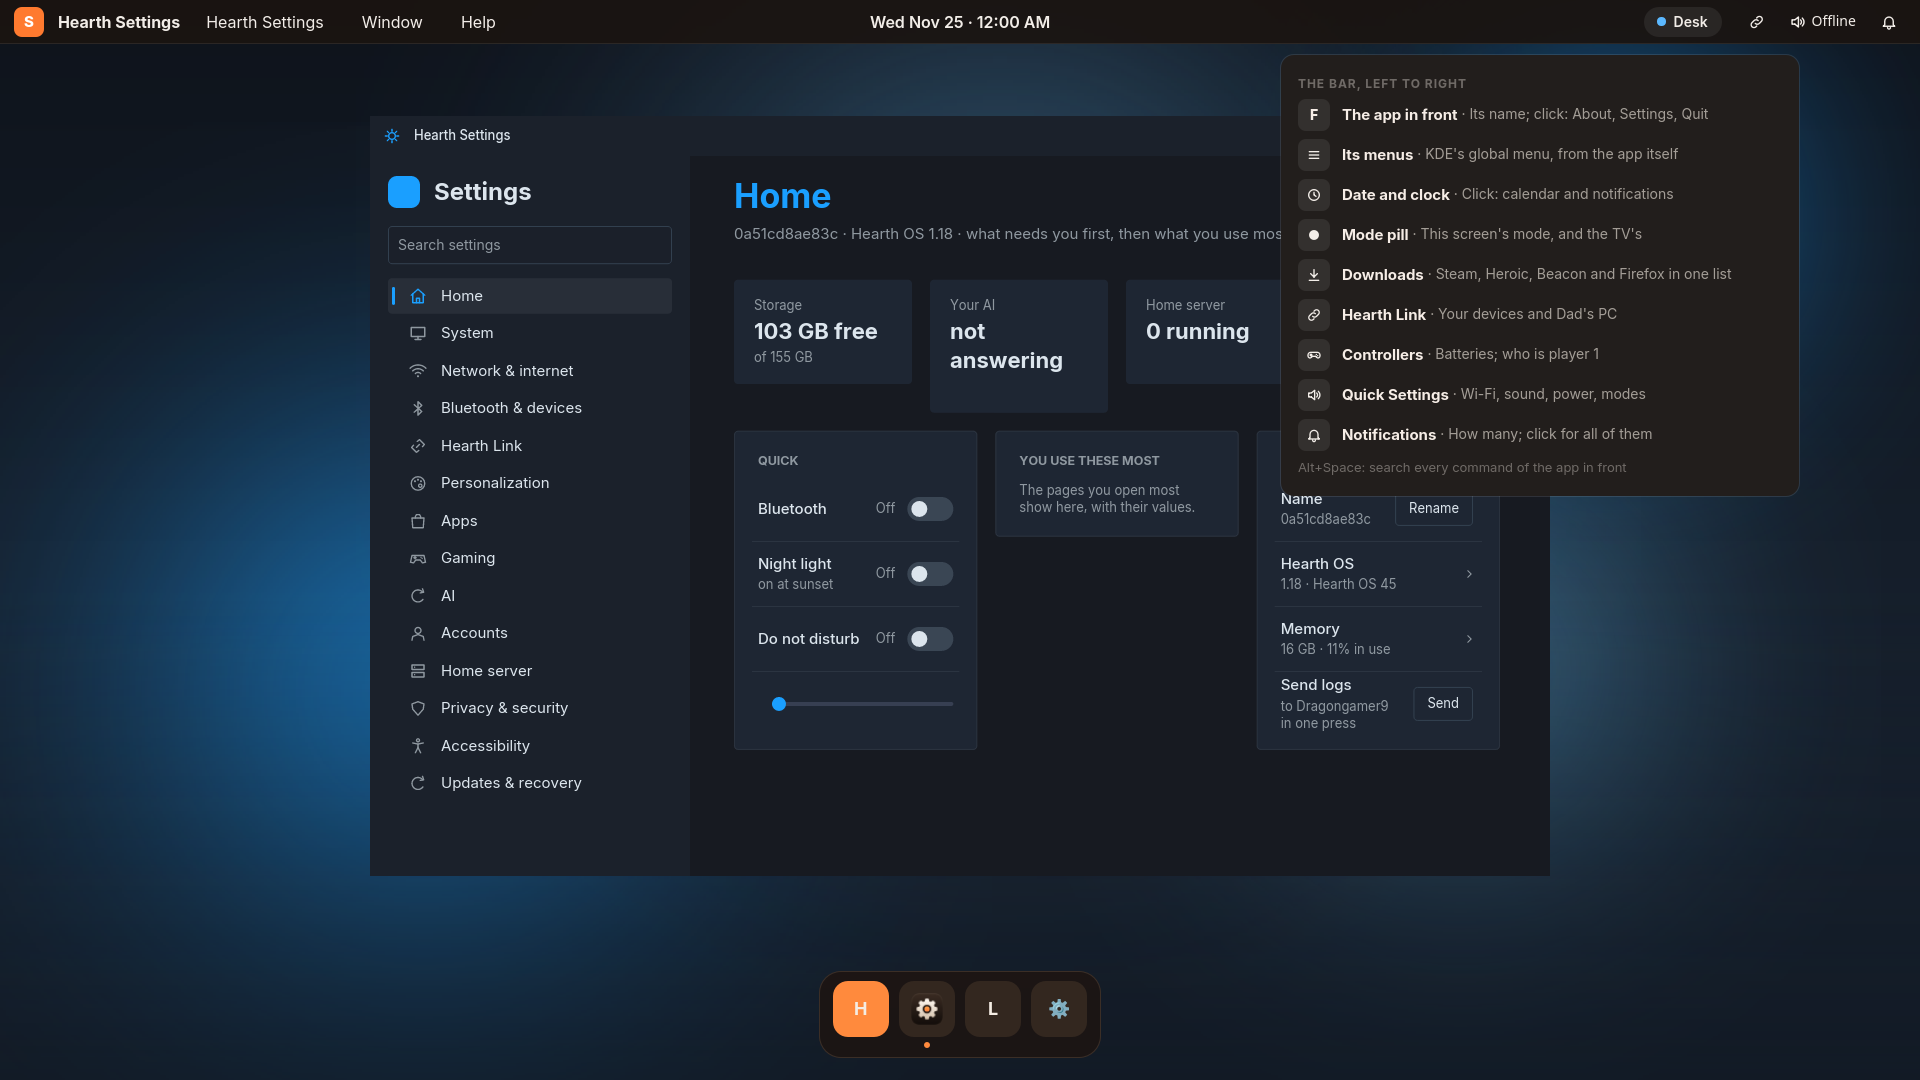 S Hearth Settings Hearth Settings Window Help Wed Nov 25 · 12:00 AM Desk Offline
Hearth Settings
Settings
Search settings
Home
System
Network & internet
Bluetooth & devices
Hearth Link
Personalization
Apps
Gaming
AI
Accounts
Home server
Privacy & security
Accessibility
Updates & recovery
Home
0a51cd8ae83c · Hearth OS 1.18 · what needs you first, then what you use mos
Storage
103 GB free
of 155 GB
Your AI
not
answering
Home server
0 running
QUICK
Bluetooth Off
Night light
on at sunset
Off
Do not disturb Off
YOU USE THESE MOST
The pages you open most
show here, with their values.
Name
0a51cd8ae83c
Rename
Hearth OS
1.18 · Hearth OS 45
Memory
16 GB · 11% in use
Send logs
to Dragongamer9
in one press
Send
THE BAR, LEFT TO RIGHT
F The app in front · Its name; click: About, Settings, Quit
Its menus · KDE's global menu, from the app itself
Date and clock · Click: calendar and notifications
Mode pill · This screen's mode, and the TV's
Downloads · Steam, Heroic, Beacon and Firefox in one list
Hearth Link · Your devices and Dad's PC
Controllers · Batteries; who is player 1
Quick Settings · Wi-Fi, sound, power, modes
Notifications · How many; click for all of them
Alt+Space: search every command of the app in front
H L